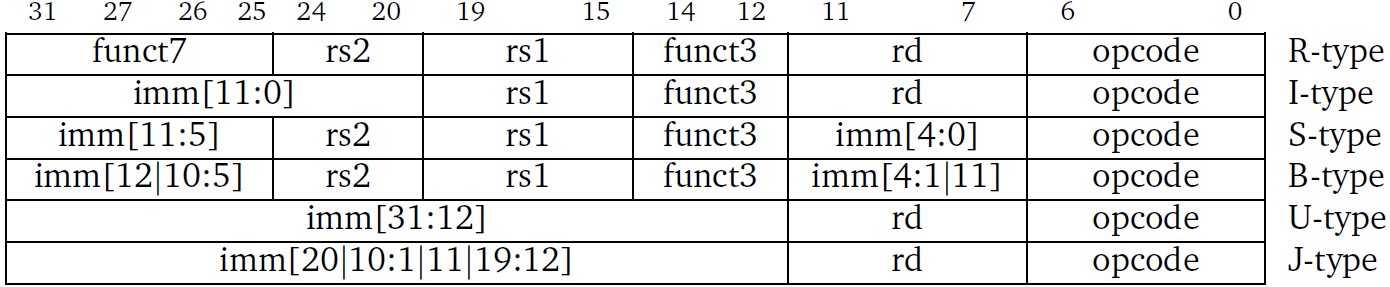 31 27 26 25 24 20 19 15 14 12 11 7 6 0
funct7 rs2 rs1 funct3 rd opcode R-type
imm[11:0] rs1 funct3 rd opcode I-type
imm[11:5] rs2 rs1 funct3 imm[4:0] opcode S-type
imm[12|10:5] rs2 rs1 funct3 imm[4:1|11] opcode B-type
imm[31:12] rd opcode U-type
imm[20|10:1|11|19:12] rd opcode J-type